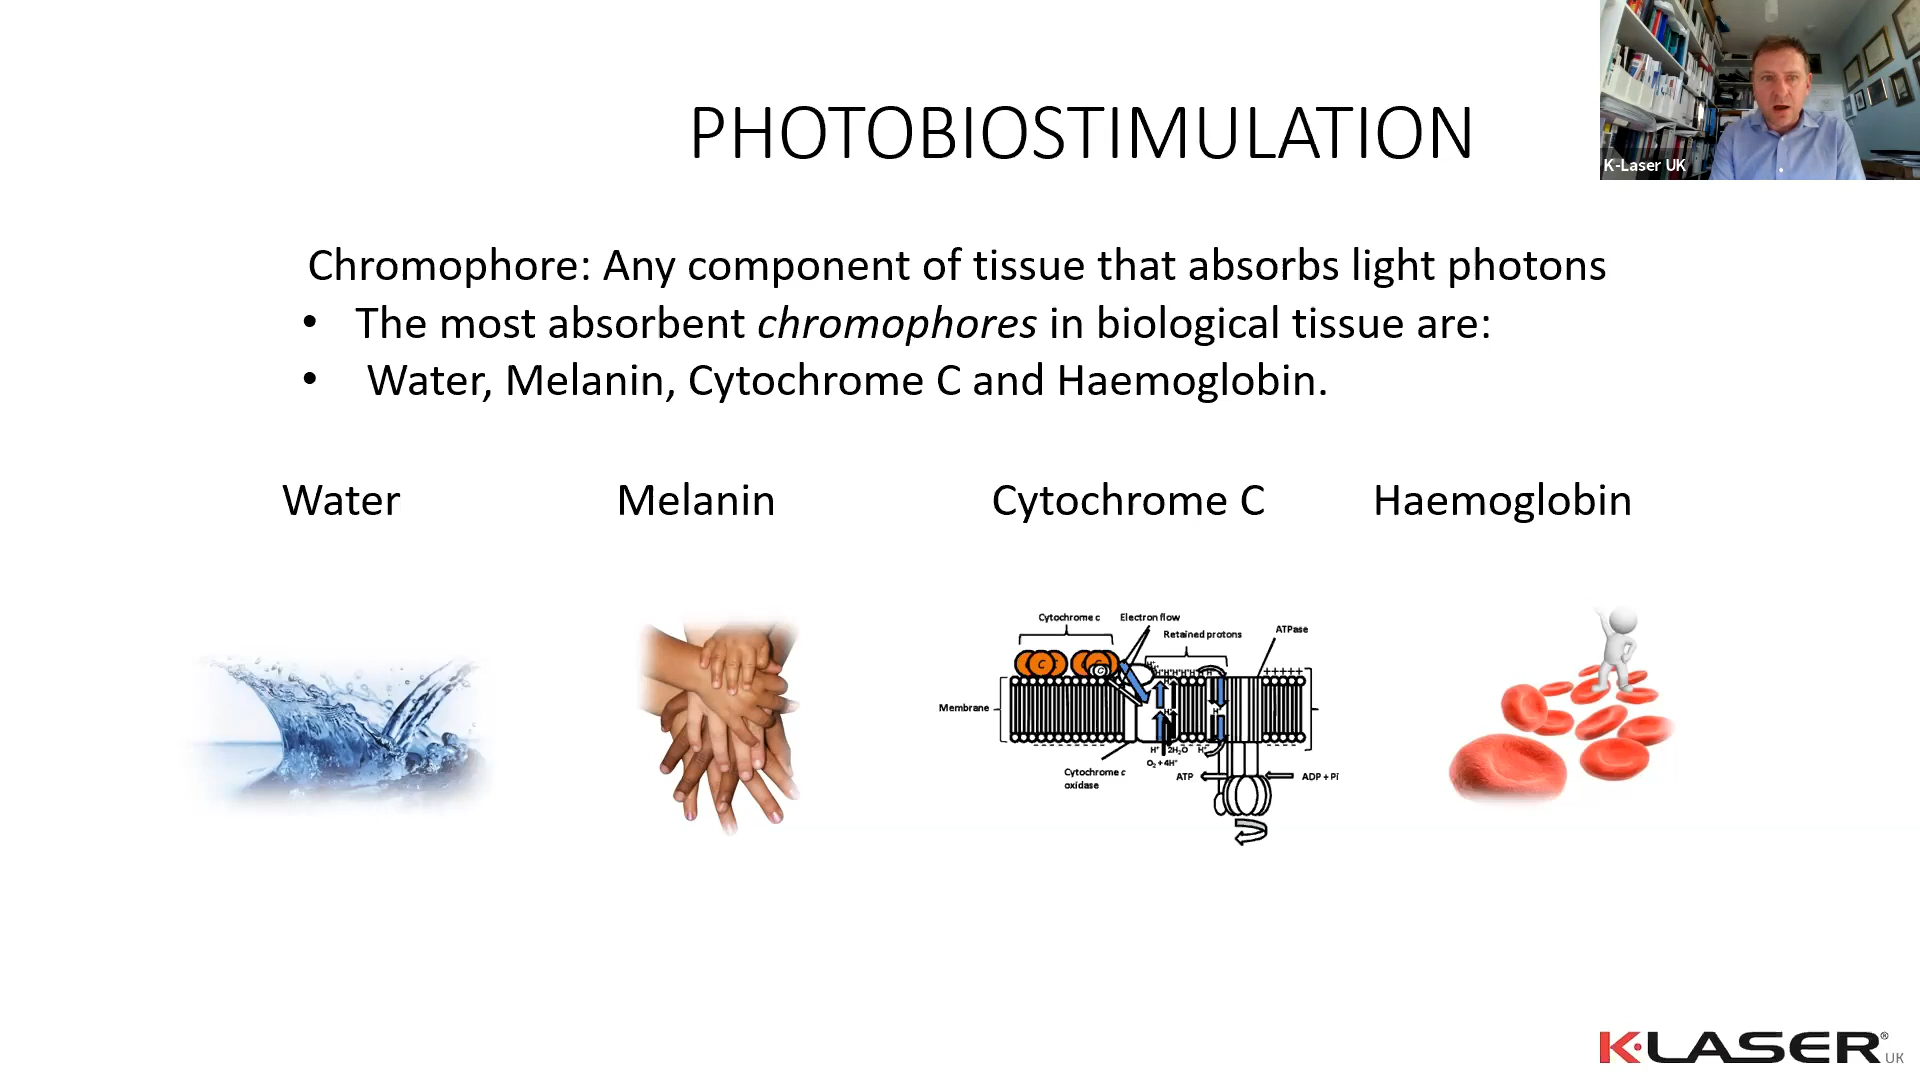 PHOTOBIOSTIMULATION
K-Laser UK
Chromophore: Any component of tissue that absorbs light photons
• The most absorbent chromophores in biological tissue are:
• Water, Melanin, Cytochrome C and Haemoglobin.
Water
Melanin
Cytochrome C
Haemoglobin
Cytochrome c
Electron flow
Retained protons
ATPase
Membrane
H⁺
2H₂O
H⁺
O₂ + 4H⁺
Cytochrome c
oxidase
ATP
ADP + Pi
K-LASER® UK